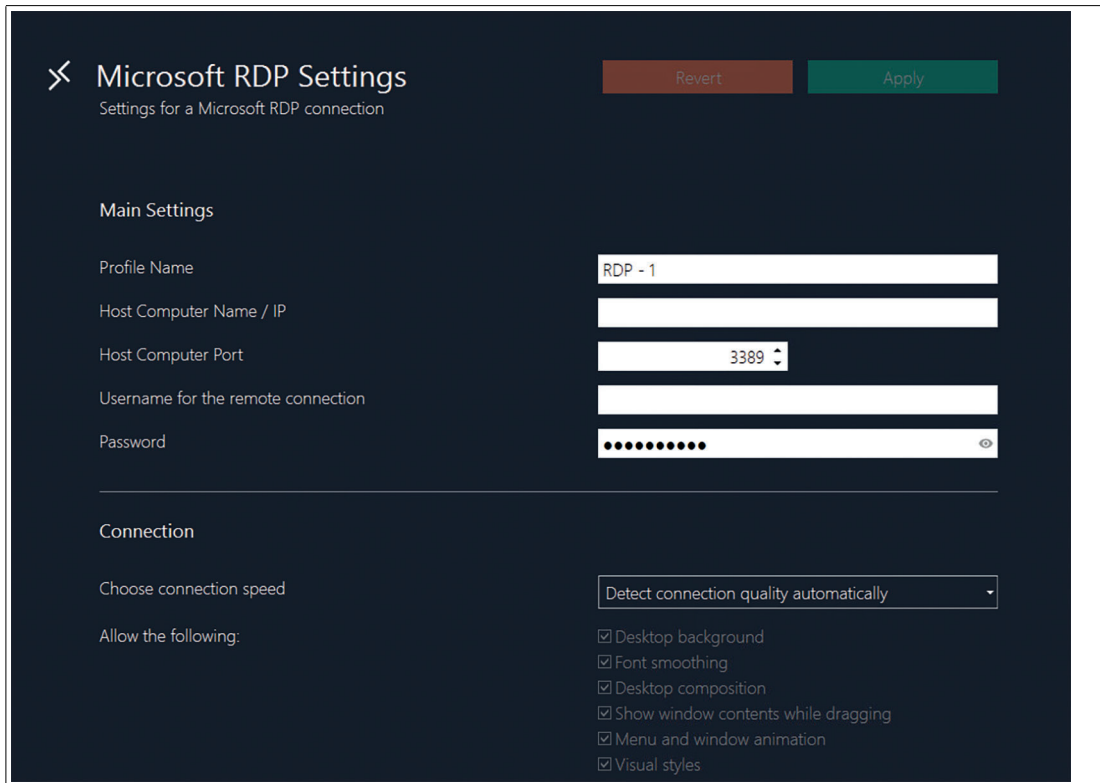 Microsoft RDP Settings
Revert
Apply
Settings for a Microsoft RDP connection
Main Settings
Profile Name
RDP - 1
Host Computer Name / IP
Host Computer Port
3389
Username for the remote connection
Password
●●●●●●●●●●
Connection
Choose connection speed
Detect connection quality automatically
Allow the following:
Desktop background
Font smoothing
Desktop composition
Show window contents while dragging
Menu and window animation
Visual styles